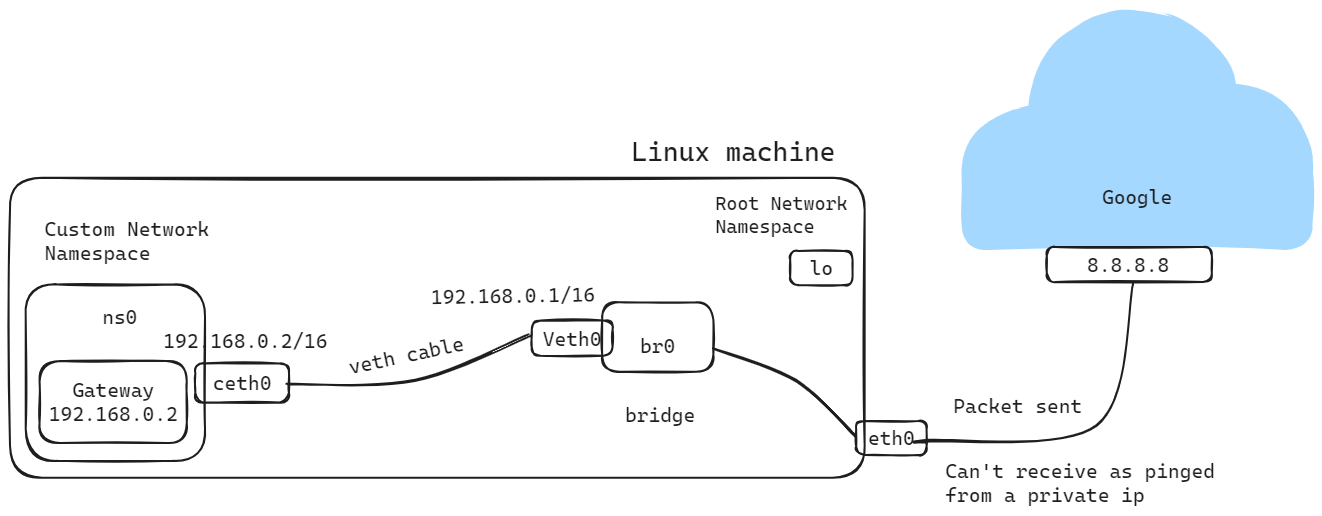 Linux machine
Root Network
Namespace
lo
Google
8.8.8.8
Custom Network
Namespace
ns0
192.168.0.2/16
Gateway
192.168.0.2
ceth0
veth cable
192.168.0.1/16
Veth0
br0
bridge
eth0
Packet sent
Can't receive as pinged
from a private ip